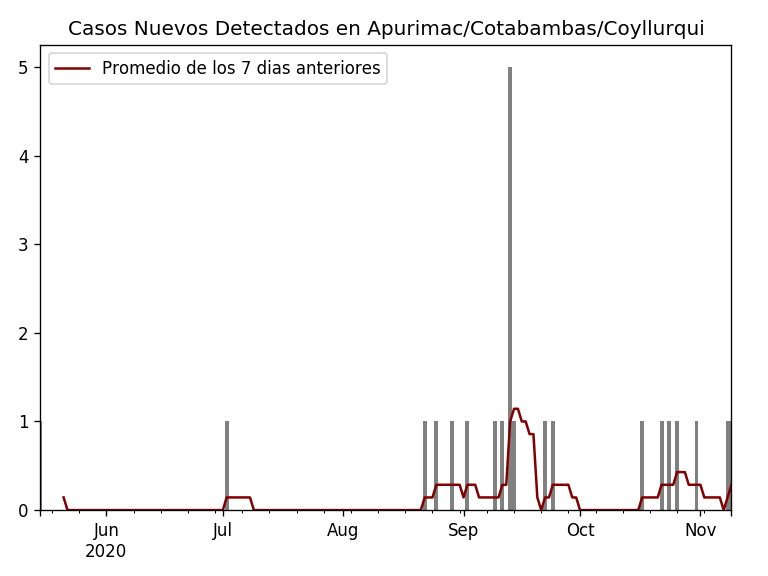 Casos Nuevos Detectados en Apurimac/Cotabambas/Coyllurqui
Promedio de los 7 dias anteriores
5
4
3
2
1
0
Jun
2020
Jul
Aug
Sep
Oct
Nov